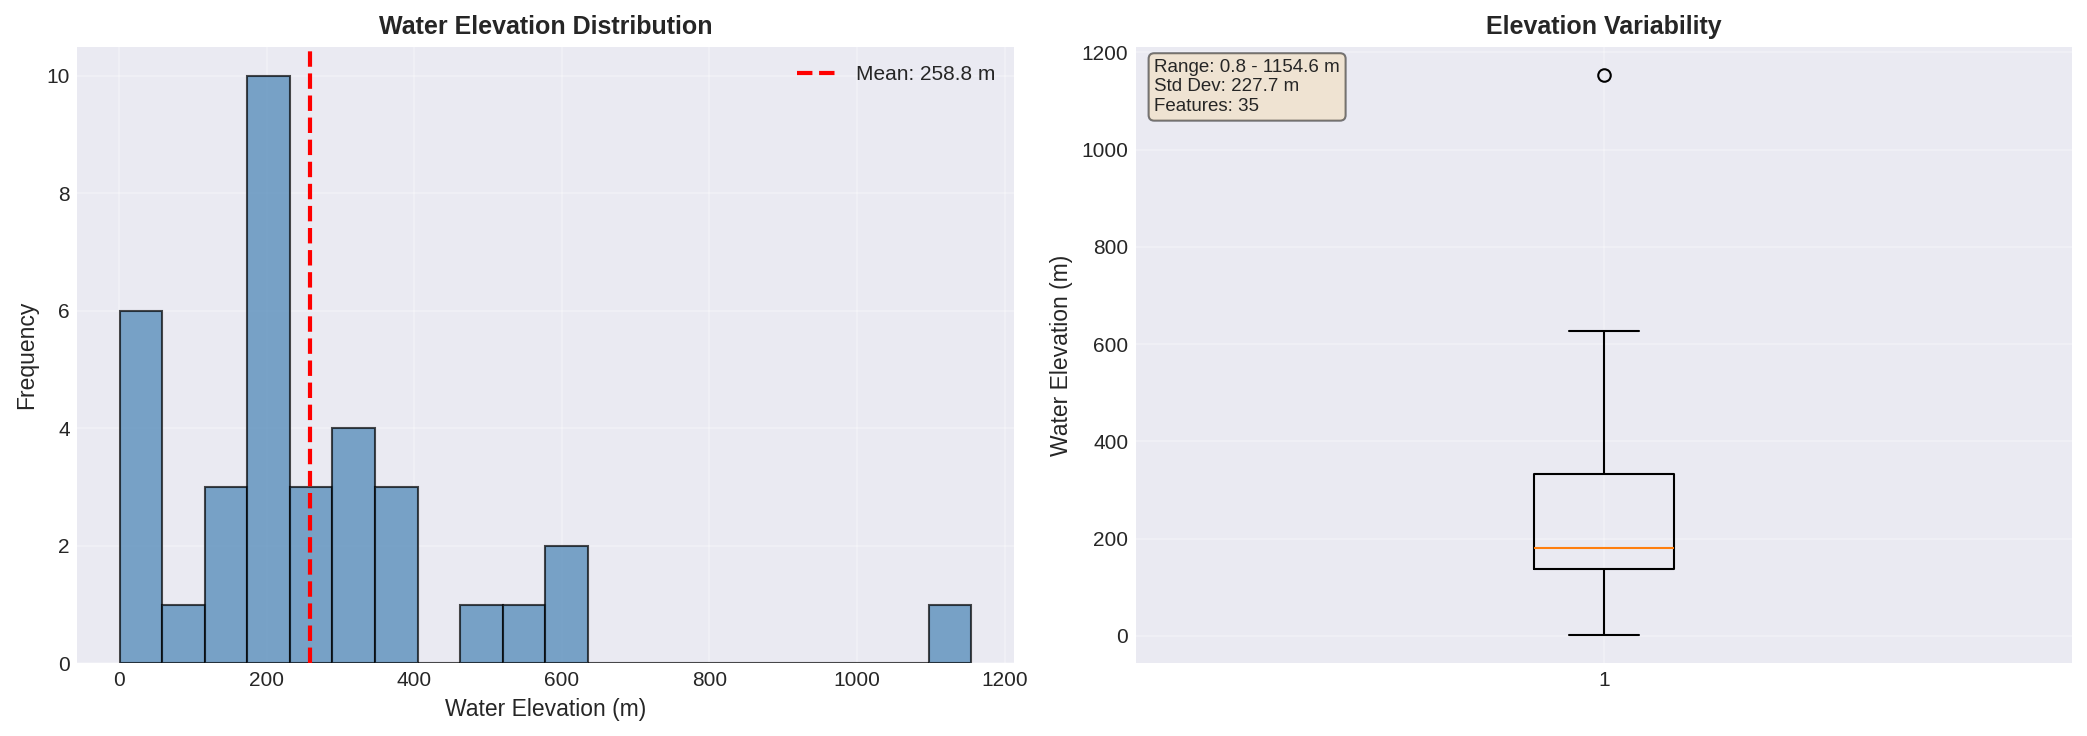 Water Elevation Distribution
Mean: 258.8 m
Frequency
10
8
6
4
2
0
0 200 400 600 800 1000 1200
Water Elevation (m)
Elevation Variability
Range: 0.8 - 1154.6 m
Std Dev: 227.7 m
Features: 35
Water Elevation (m)
1200
1000
800
600
400
200
0
1